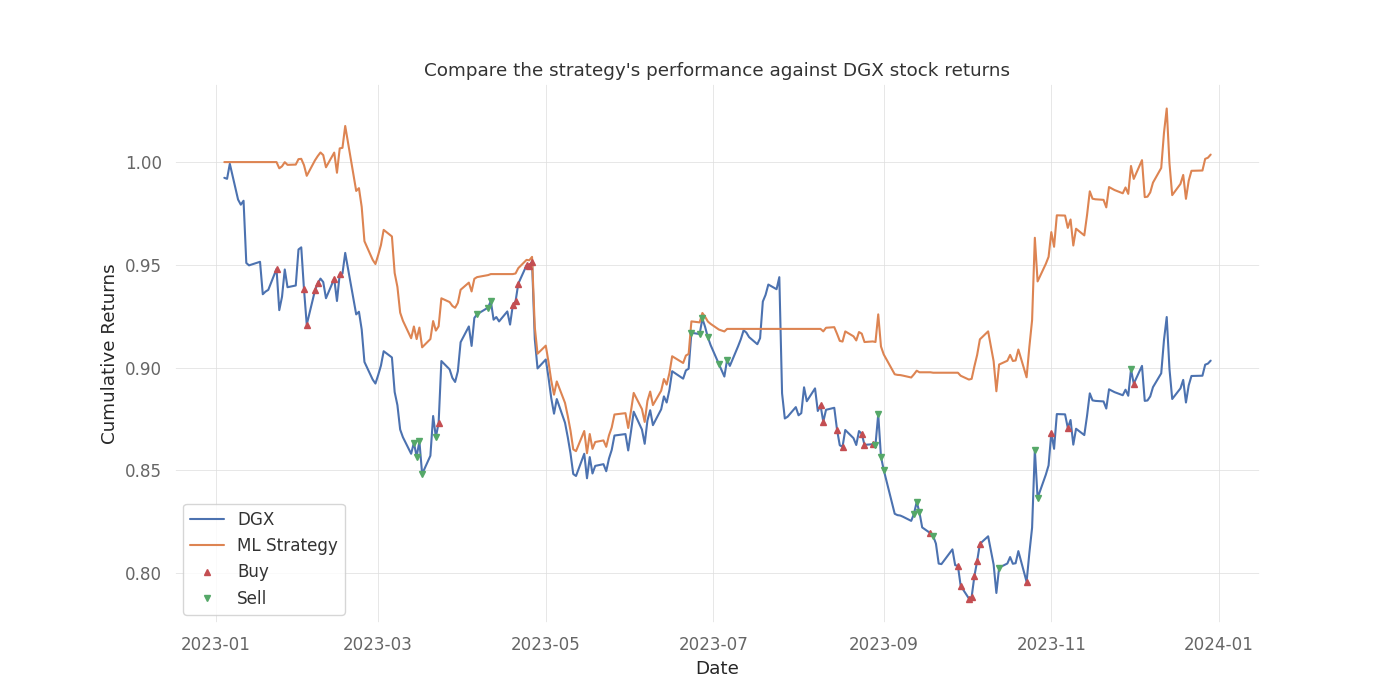 Compare the strategy's performance against DGX stock returns
Cumulative Returns
1.00
0.95
0.90
0.85
0.80
DGX
ML Strategy
Buy
Sell
2023-01 2023-03 2023-05 2023-07 2023-09 2023-11 2024-01
Date